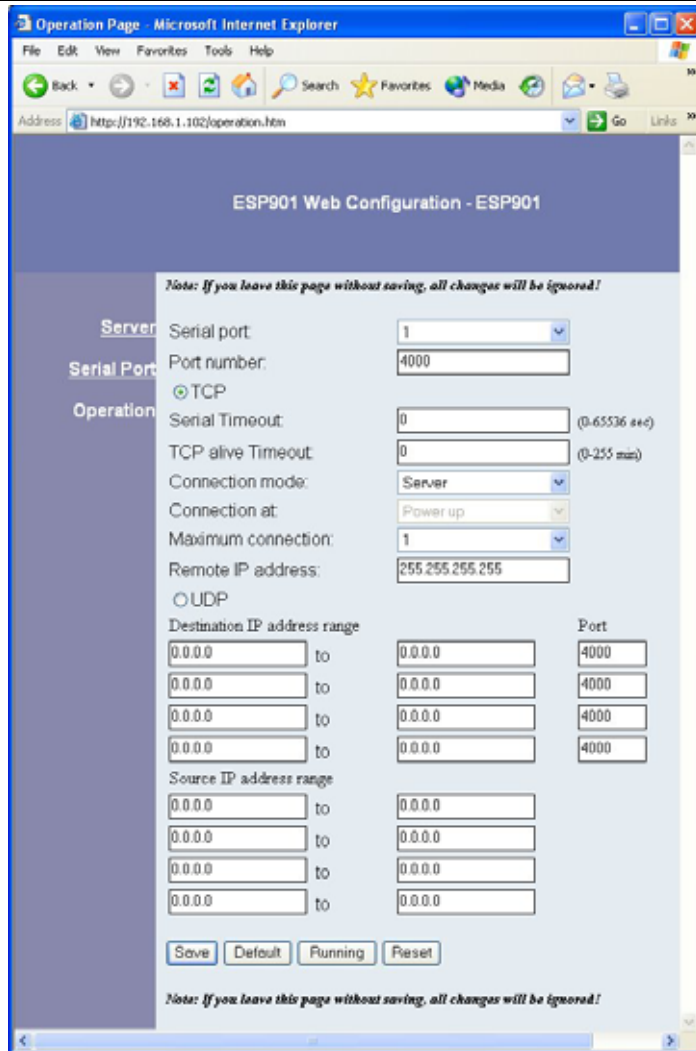 Operation Page - Microsoft Internet Explorer
File Edit View Favorites Tools Help
Back Search Favorites Media
Address http://192.168.1.102/operation.htm Go Links
ESP901 Web Configuration - ESP901
Note: If you leave this page without saving, all changes will be ignored!
Server
Serial Port
Operation
Serial port: 1
Port number: 4000
TCP
Serial Timeout: 0 (0-65536 sec)
TCP alive Timeout: 0 (0-255 min)
Connection mode: Server
Connection at: Power up
Maximum connection: 1
Remote IP address: 255.255.255.255
UDP
Destination IP address range Port
0.0.0.0 to 0.0.0.0 4000
0.0.0.0 to 0.0.0.0 4000
0.0.0.0 to 0.0.0.0 4000
0.0.0.0 to 0.0.0.0 4000
Source IP address range
0.0.0.0 to 0.0.0.0
0.0.0.0 to 0.0.0.0
0.0.0.0 to 0.0.0.0
0.0.0.0 to 0.0.0.0
Save Default Running Reset
Note: If you leave this page without saving, all changes will be ignored!